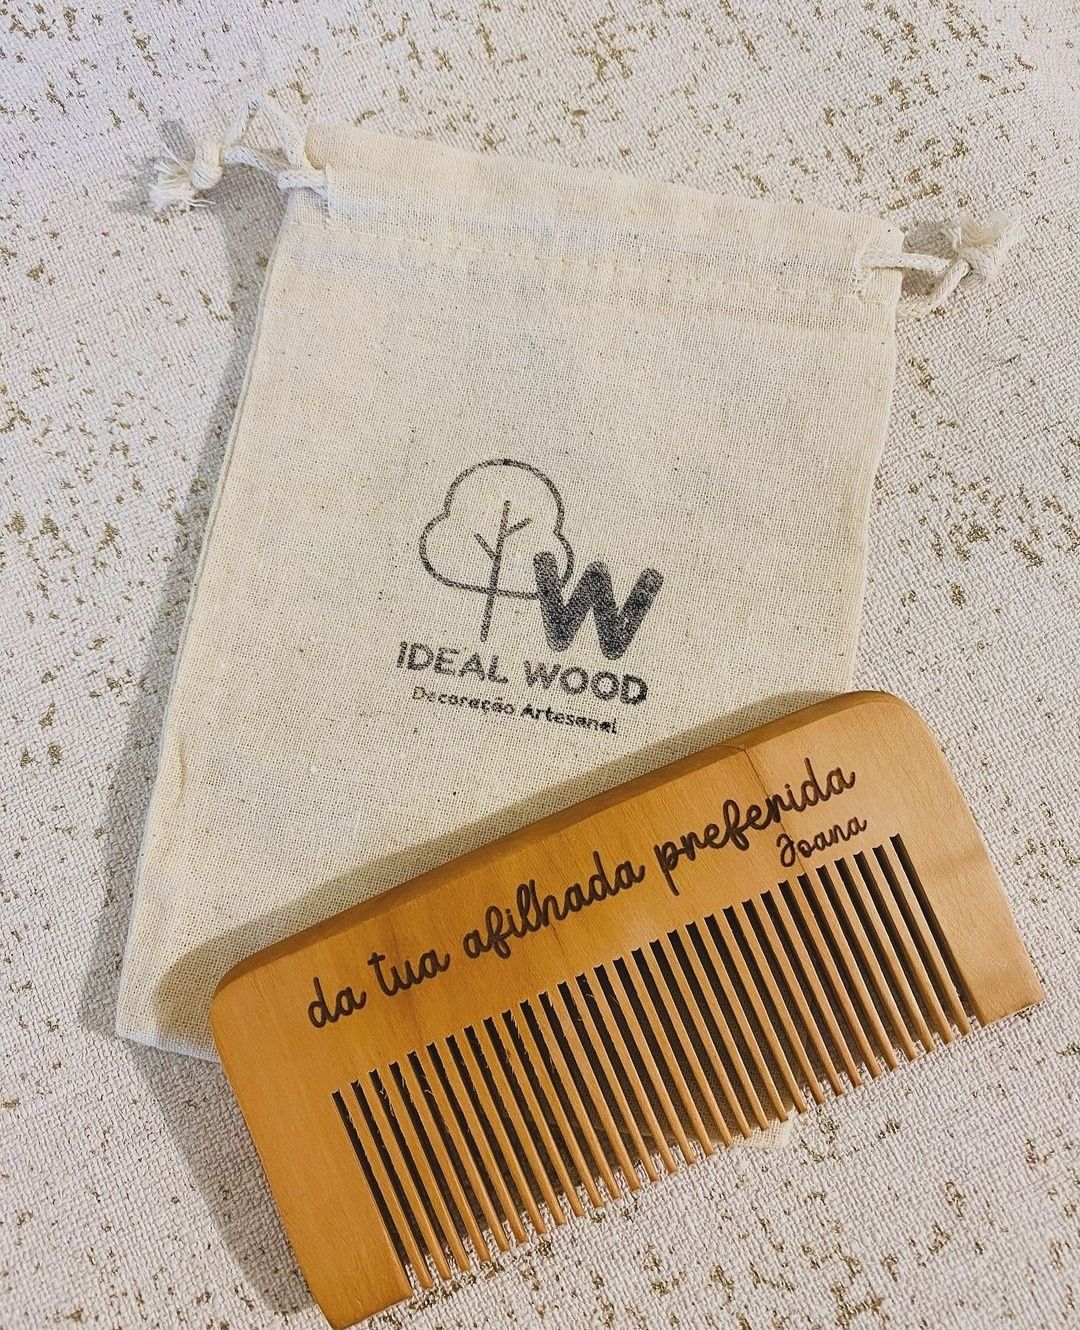 W
IDEAL WOOD
Decoração Artesanal
da tua afilhada preferida
Joana